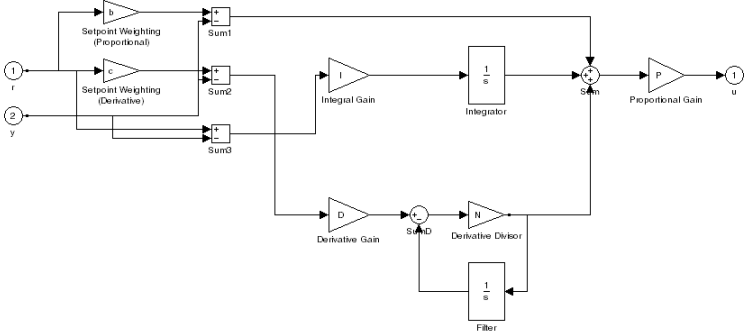 b
Setpoint Weighting
(Proportional)
Sum1
1
r
c
Setpoint Weighting
(Derivative)
Sum2
2
y
Sum3
I
Integral Gain
1
s
Integrator
Sum
P
Proportional Gain
1
u
D
Derivative Gain
SumD
N
Derivative Divisor
1
s
Filter